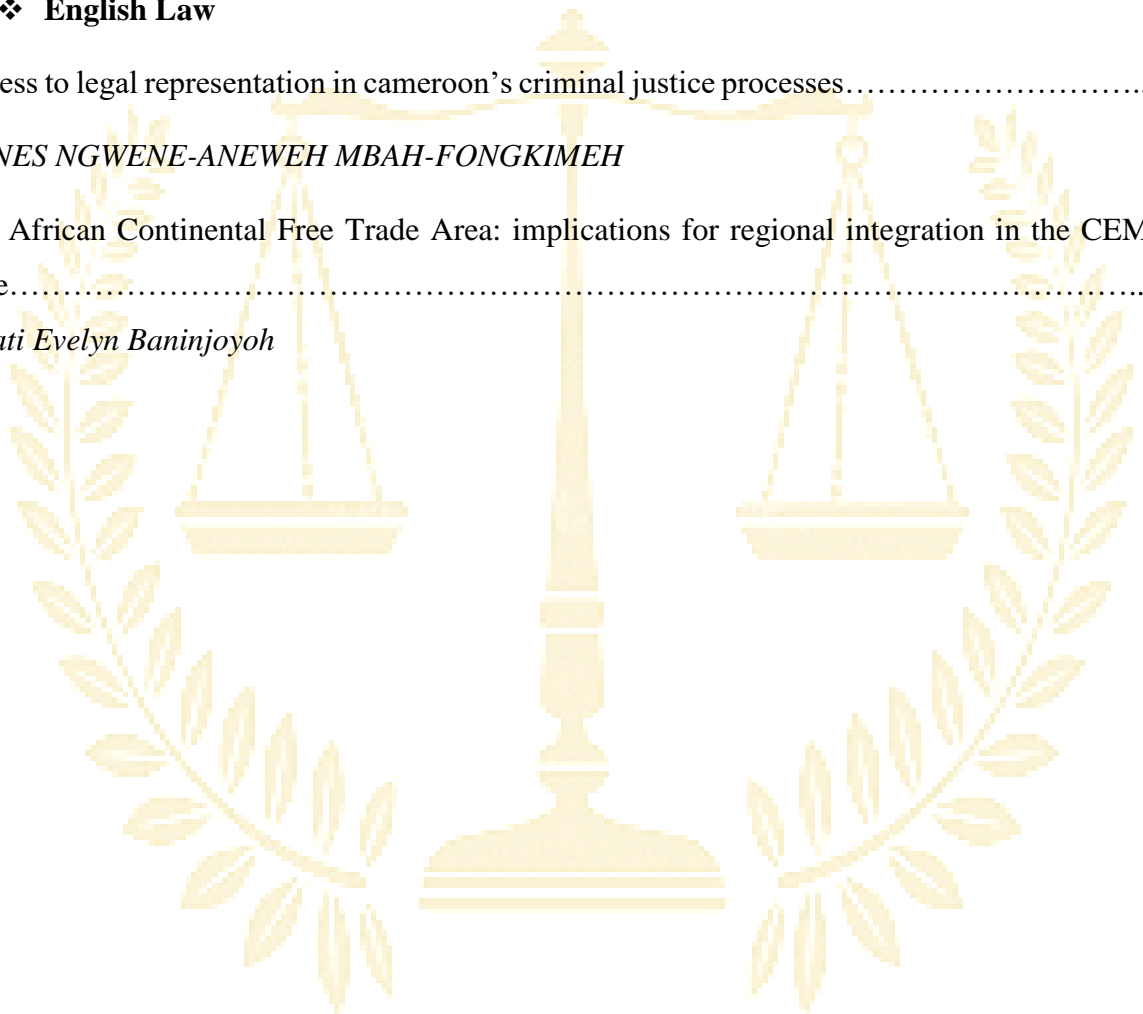 ❖ English Law
ess to legal representation in cameroon’s criminal justice processes………………………..
NES NGWENE-ANEWEH MBAH-FONGKIMEH
African Continental Free Trade Area: implications for regional integration in the CEM
e……………………………………………………………………………………………..
ati Evelyn Baninjoyoh